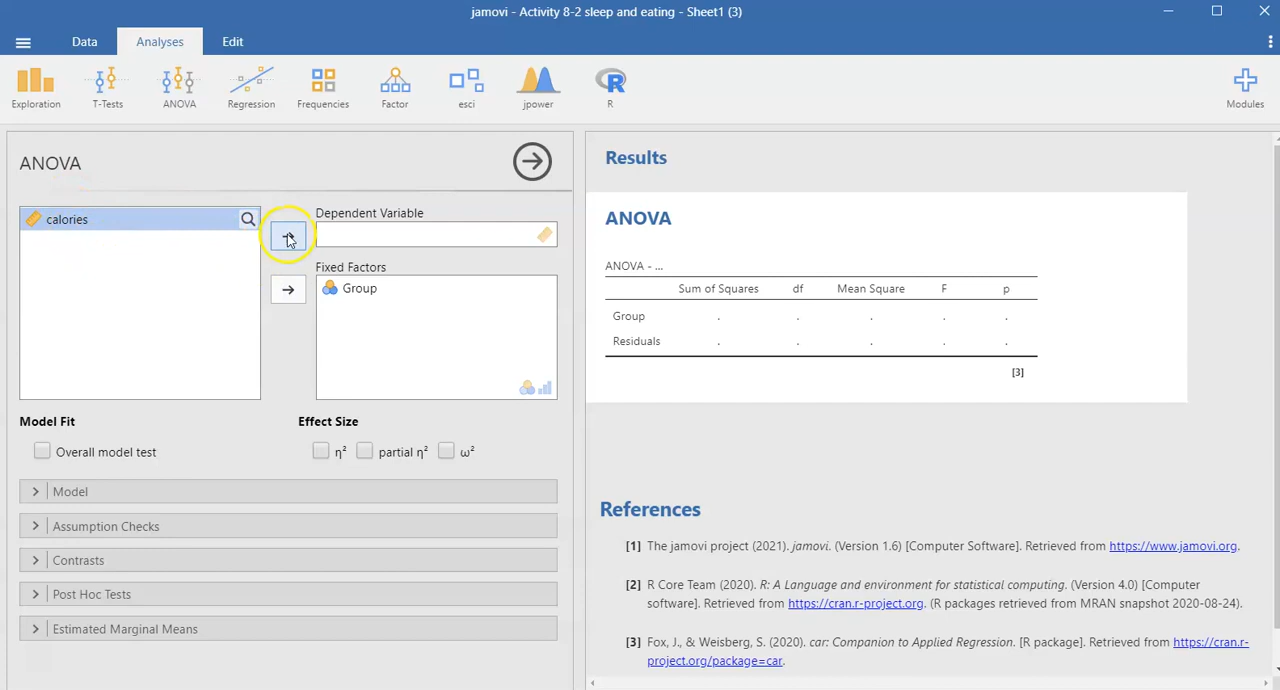 jamovi - Activity 8-2 sleep and eating - Sheet1 (3)
Data Analyses Edit
Exploration T-Tests ANOVA Regression Frequencies Factor esci jpower R Modules
ANOVA
calories
Dependent Variable
Fixed Factors
Group
Model Fit
Effect Size
Overall model test
η² partial η² ω²
Model
Assumption Checks
Contrasts
Post Hoc Tests
Estimated Marginal Means
Results
ANOVA
ANOVA - ...
Sum of Squares df Mean Square F p
Group . . . . .
Residuals . . . . .
[3]
References
[1] The jamovi project (2021). jamovi. (Version 1.6) [Computer Software]. Retrieved from https://www.jamovi.org.
[2] R Core Team (2020). R: A Language and environment for statistical computing. (Version 4.0) [Computer
software]. Retrieved from https://cran.r-project.org. (R packages retrieved from MRAN snapshot 2020-08-24).
[3] Fox, J., & Weisberg, S. (2020). car: Companion to Applied Regression. [R package]. Retrieved from https://cran.r-
project.org/package=car.